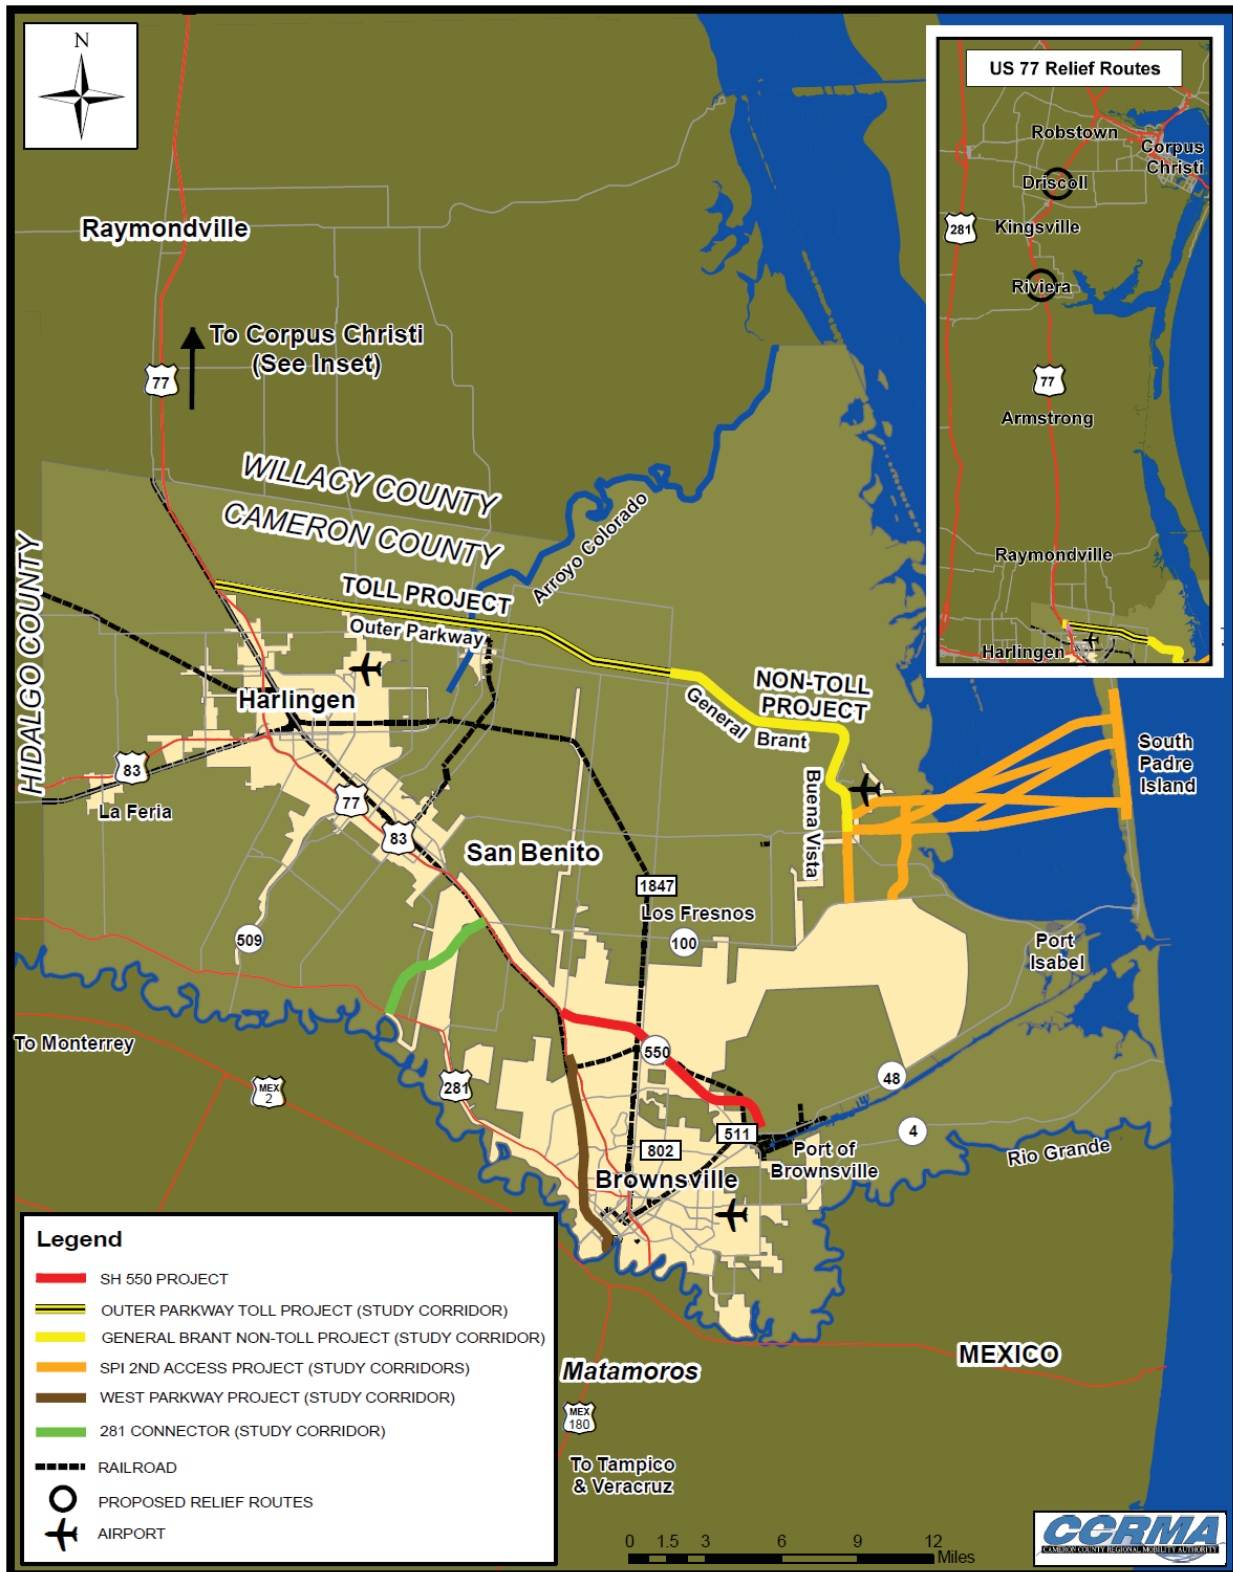 N
US 77 Relief Routes
Robstown
Corpus
Christi
Driscoll
281
Kingsville
Riviera
77
Armstrong
Raymondville
Harlingen
Raymondville
To Corpus Christi
(See Inset)
77
WILLACY COUNTY
CAMERON COUNTY
HIDALGO COUNTY
Arroyo Colorado
TOLL PROJECT
Outer Parkway
NON-TOLL
PROJECT
General Brant
Harlingen
Buena Vista
South
Padre
Island
83
La Feria
77
83
San Benito
1847
Los Fresnos
100
509
Port
Isabel
To Monterrey
MEX
2
281
550
48
511
4
802
Port of
Brownsville
Rio Grande
Brownsville
Legend
SH 550 PROJECT
OUTER PARKWAY TOLL PROJECT (STUDY CORRIDOR)
GENERAL BRANT NON-TOLL PROJECT (STUDY CORRIDOR)
SPI 2ND ACCESS PROJECT (STUDY CORRIDORS)
WEST PARKWAY PROJECT (STUDY CORRIDOR)
281 CONNECTOR (STUDY CORRIDOR)
RAILROAD
PROPOSED RELIEF ROUTES
AIRPORT
MEXICO
Matamoros
MEX
180
To Tampico
& Veracruz
0 1.5 3 6 9 12
Miles
CCRMA
CAMERON COUNTY REGIONAL MOBILITY AUTHORITY